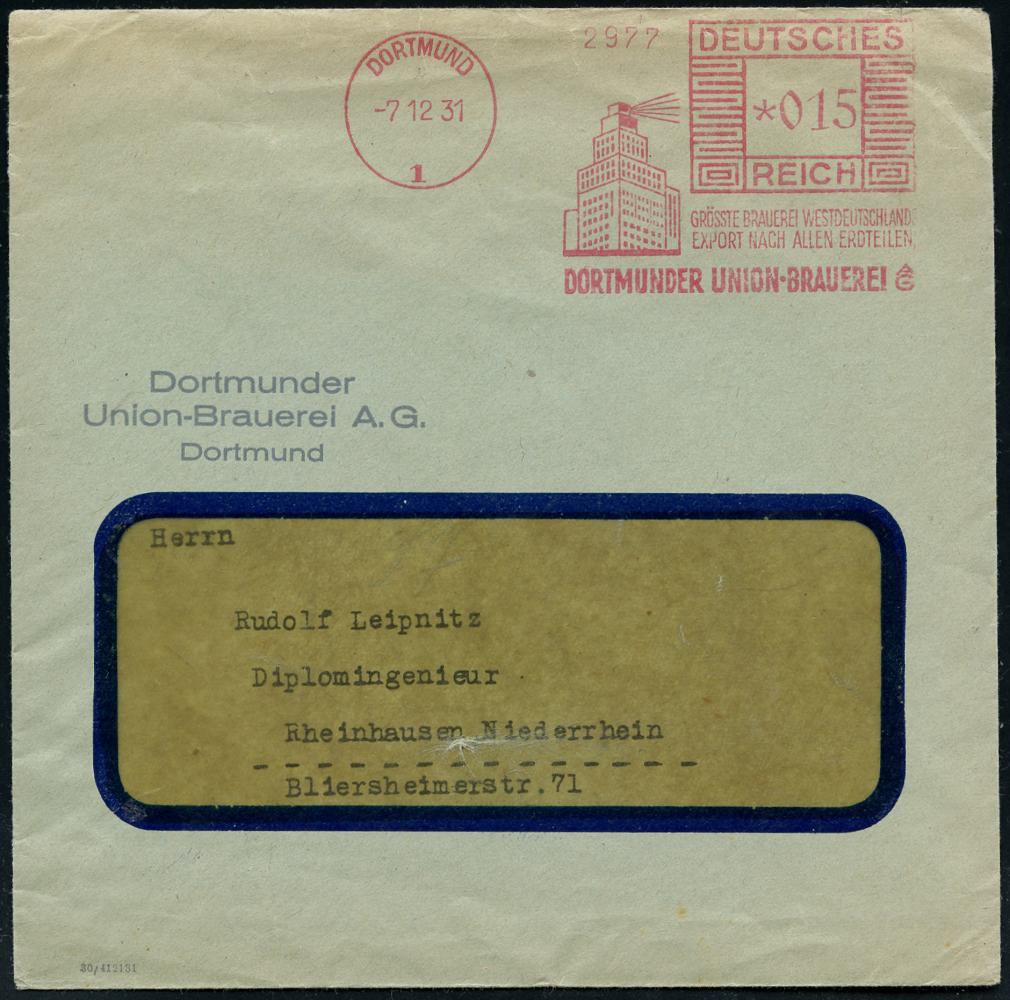 DORTMUND
-7 12 31
1
2977
DEUTSCHES
*015
REICH
GRÖSSTE BRAUEREI WESTDEUTSCHLANDS
EXPORT NACH ALLEN ERDTEILEN,
DORTMUNDER UNION-BRAUEREI AG
Dortmunder
Union-Brauerei A.G.
Dortmund
Herrn
Rudolf Leipnitz
Diplomingenieur
Rheinhausen Niederrhein
Bliersheimerstr.71
30/412131